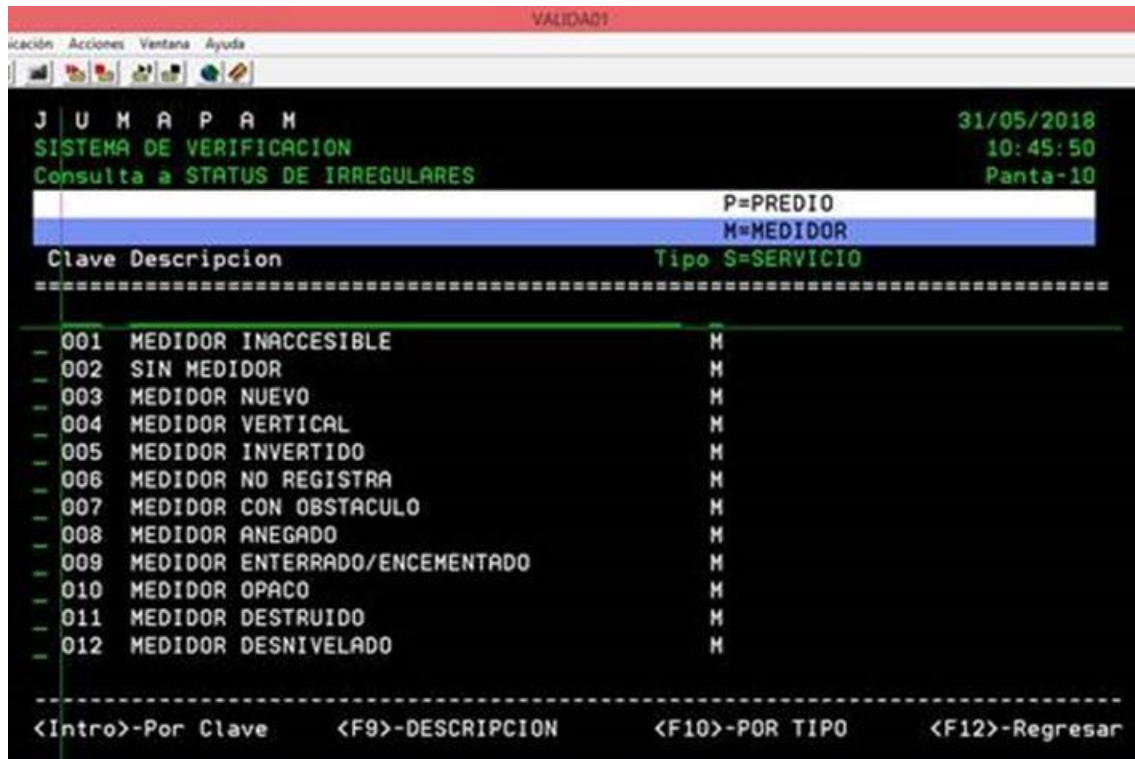 VALIDA01
icación Acciones Ventana Ayuda
J U M A P A M 31/05/2018
SISTEMA DE VERIFICACION 10:45:50
Consulta a STATUS DE IRREGULARES Panta-10
P=PREDIO
M=MEDIDOR
Clave Descripcion Tipo S=SERVICIO
001 MEDIDOR INACCESIBLE M
002 SIN MEDIDOR M
003 MEDIDOR NUEVO M
004 MEDIDOR VERTICAL M
005 MEDIDOR INVERTIDO M
006 MEDIDOR NO REGISTRA M
007 MEDIDOR CON OBSTACULO M
008 MEDIDOR ANEGADO M
009 MEDIDOR ENTERRADO/ENCEMENTADO M
010 MEDIDOR OPACO M
011 MEDIDOR DESTRUIDO M
012 MEDIDOR DESNIVELADO M
<Intro>-Por Clave <F9>-DESCRIPCION <F10>-POR TIPO <F12>-Regresar